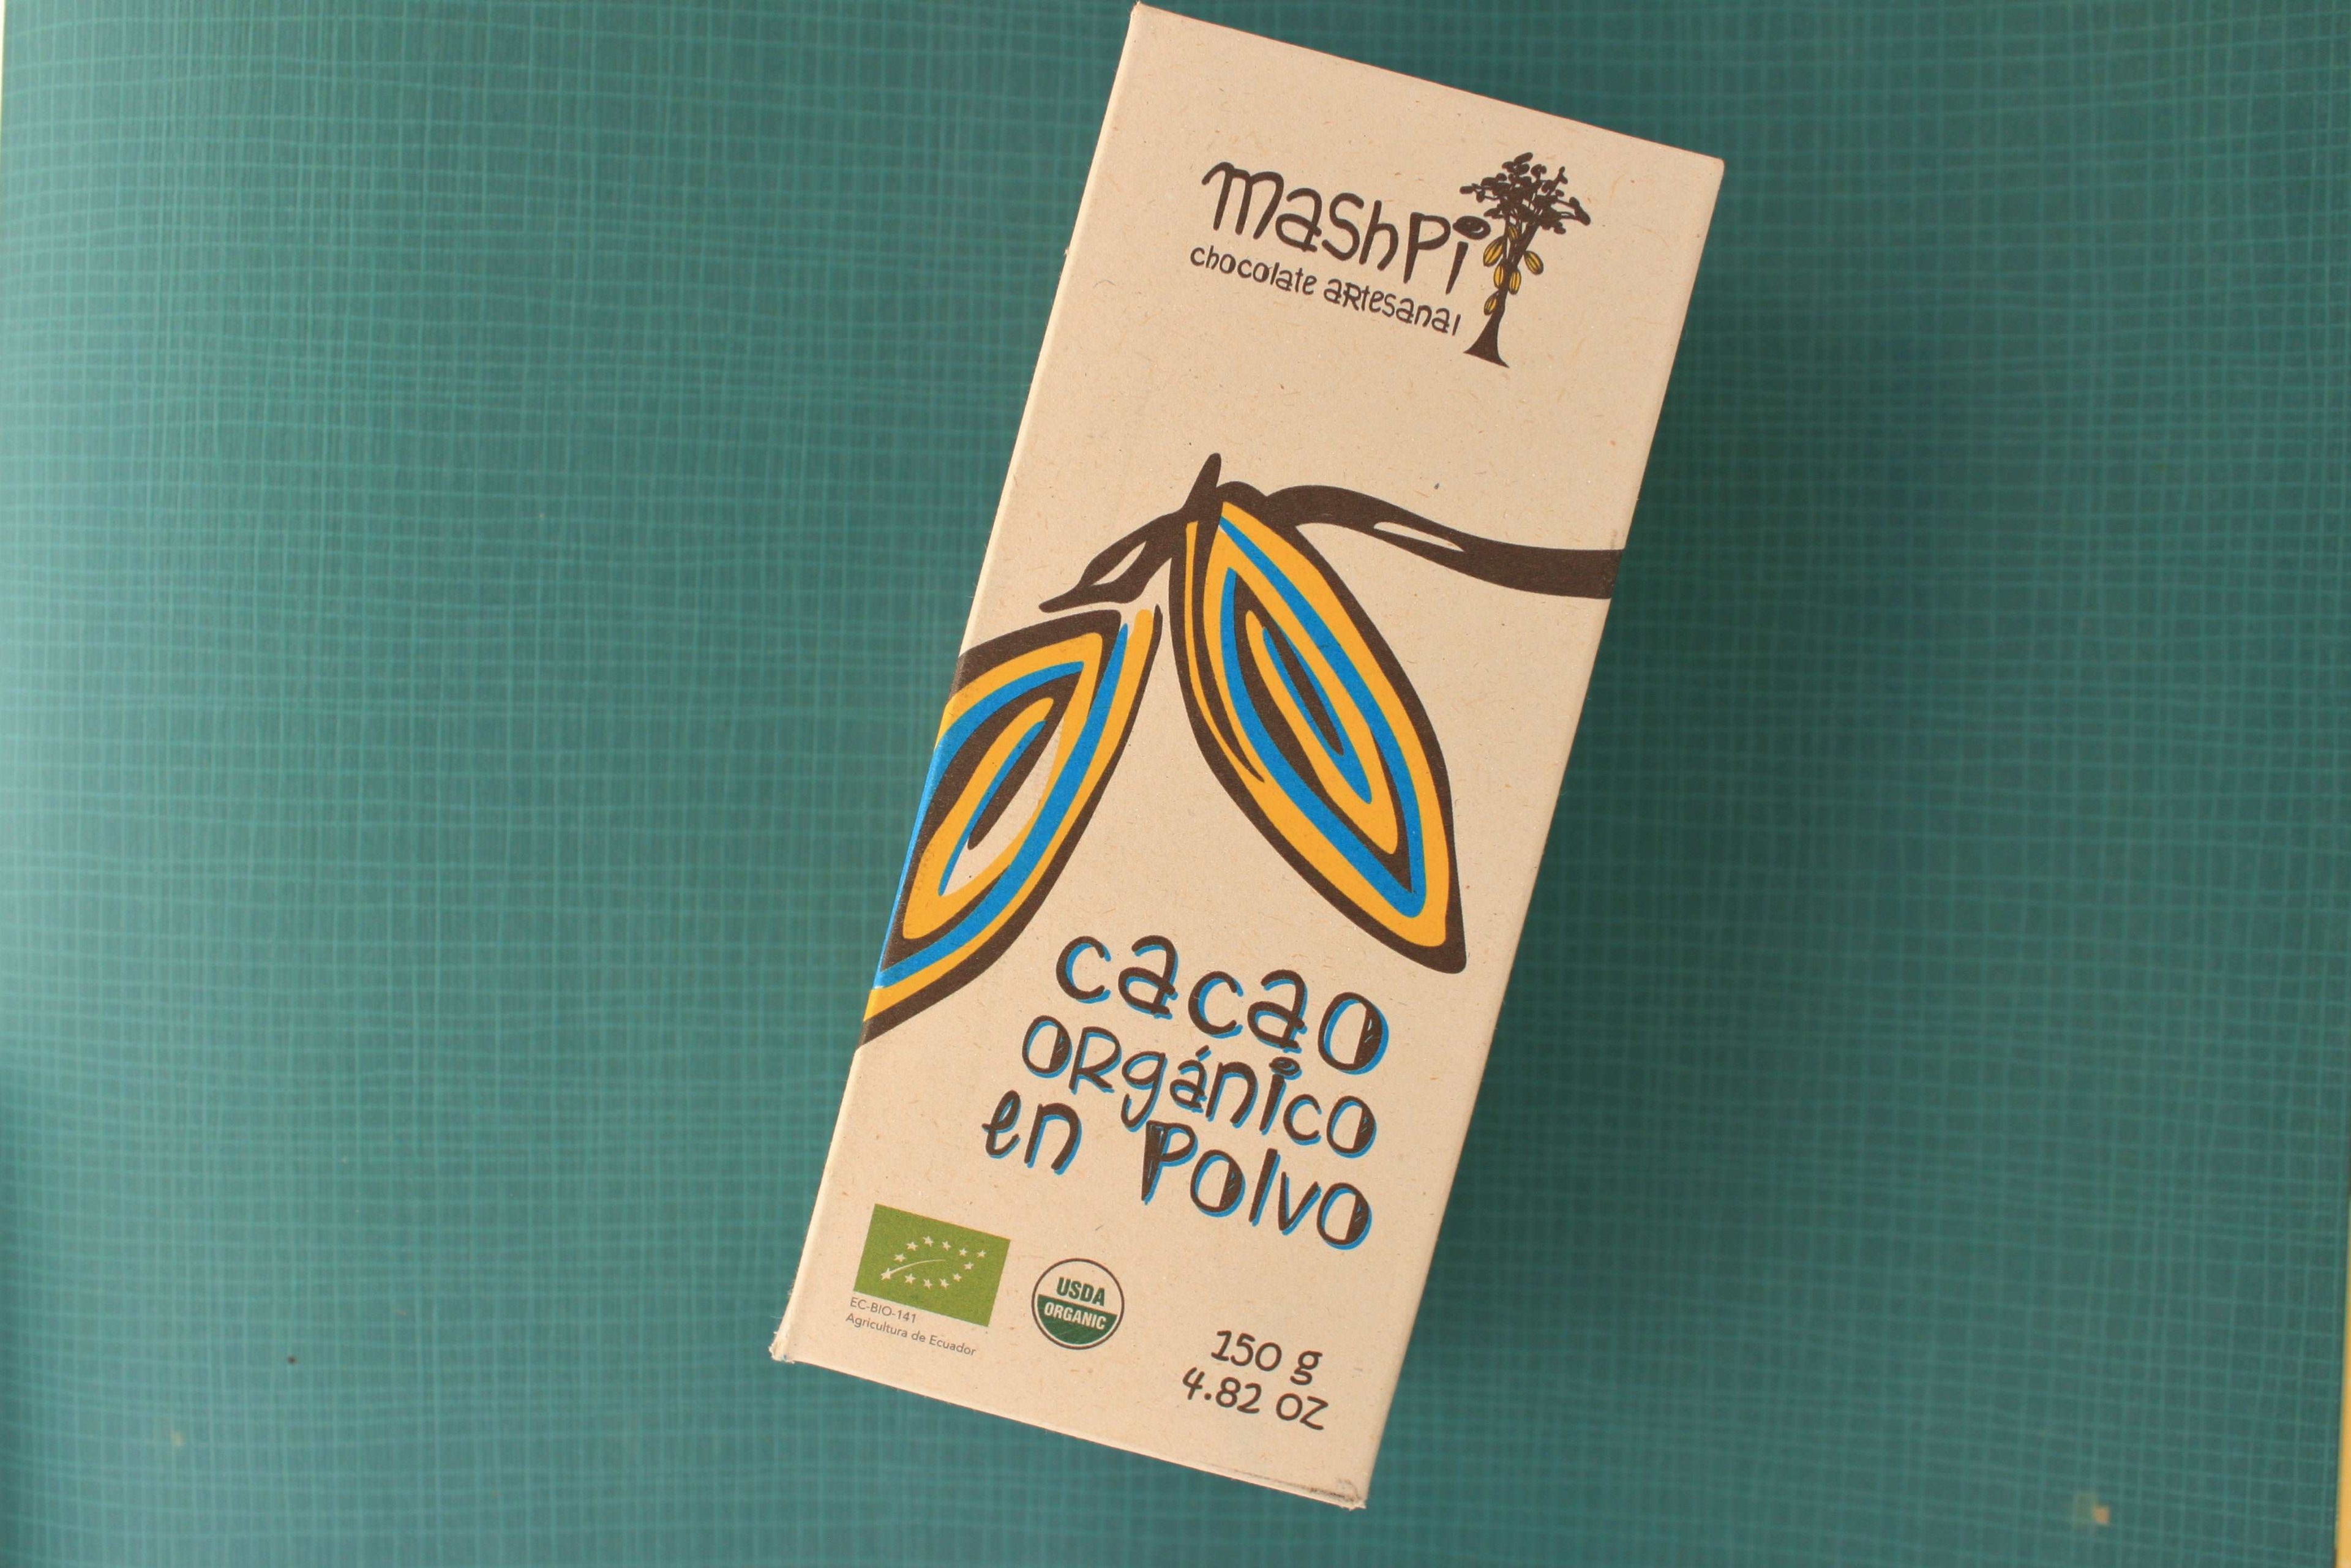 mashpi
chocolate artesanal
cacao
orgánico
en polvo
EC-BIO-141
Agricultura de Ecuador
USDA
ORGANIC
150 g
4.82 oz